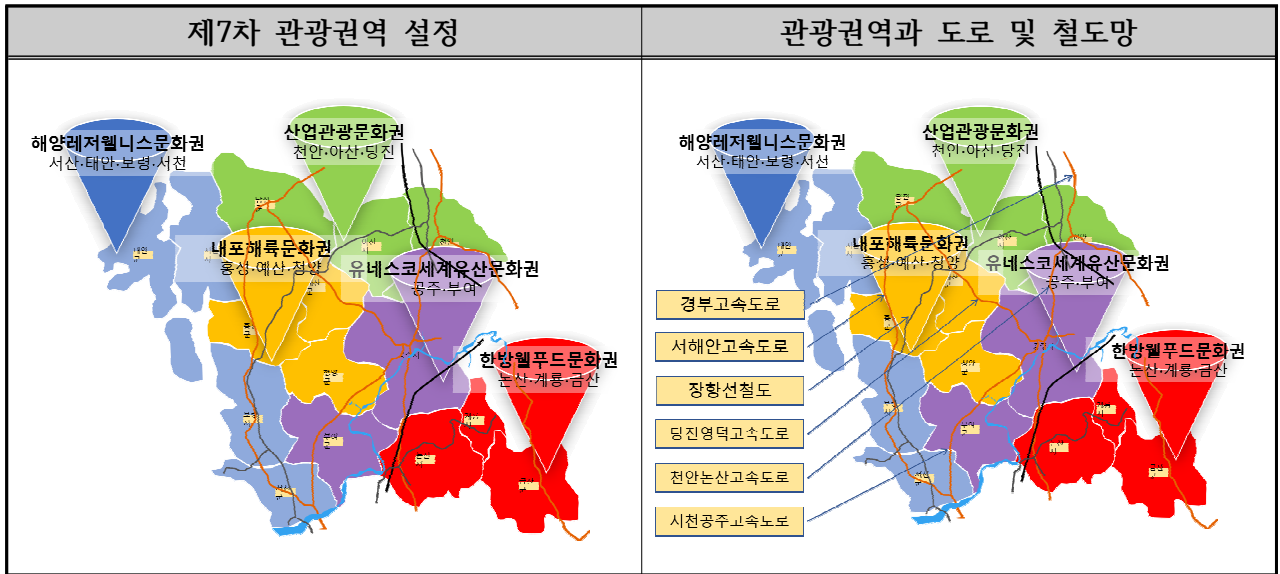 제7차 관광권역 설정
관광권역과 도로 및 철도망
해양레저웰니스문화권
서산·태안·보령·서천
산업관광문화권
천안·아산·당진
내포해륙문화권
홍성·예산·청양
유네스코세계유산문화권
공주·부여
한방웰푸드문화권
논산·계룡·금산
해양레저웰니스문화권
서산·태안·보령·서선
산업관광문화권
천인·아신·당진
내포해륙문화권
홍성·예산·청양
유네스코세계유산문화권
공주·부여
한방웰푸드문화권
논산·계룡·금산
경부고속도로
서해안고속도로
장항선철도
당진영덕고속도로
천안논산고속도로
시천공주고속도로